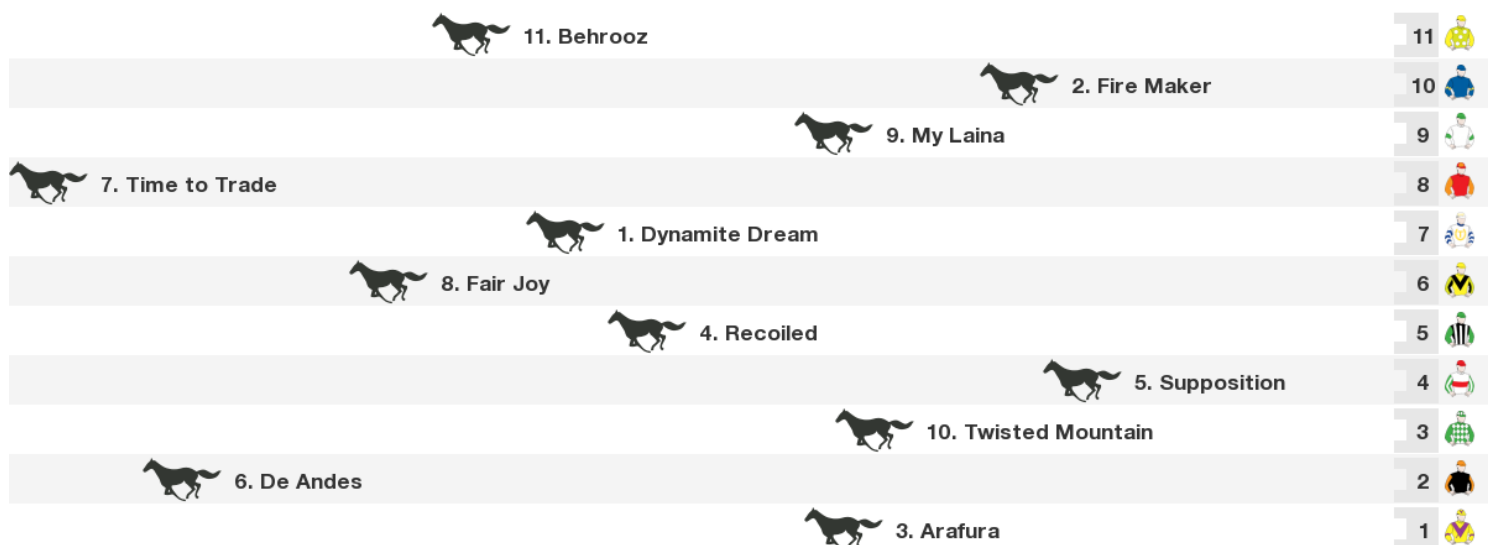 11. Behrooz 11
2. Fire Maker 10
9. My Laina 9
7. Time to Trade 8
1. Dynamite Dream 7
8. Fair Joy 6
4. Recoiled 5
5. Supposition 4
10. Twisted Mountain 3
6. De Andes 2
3. Arafura 1